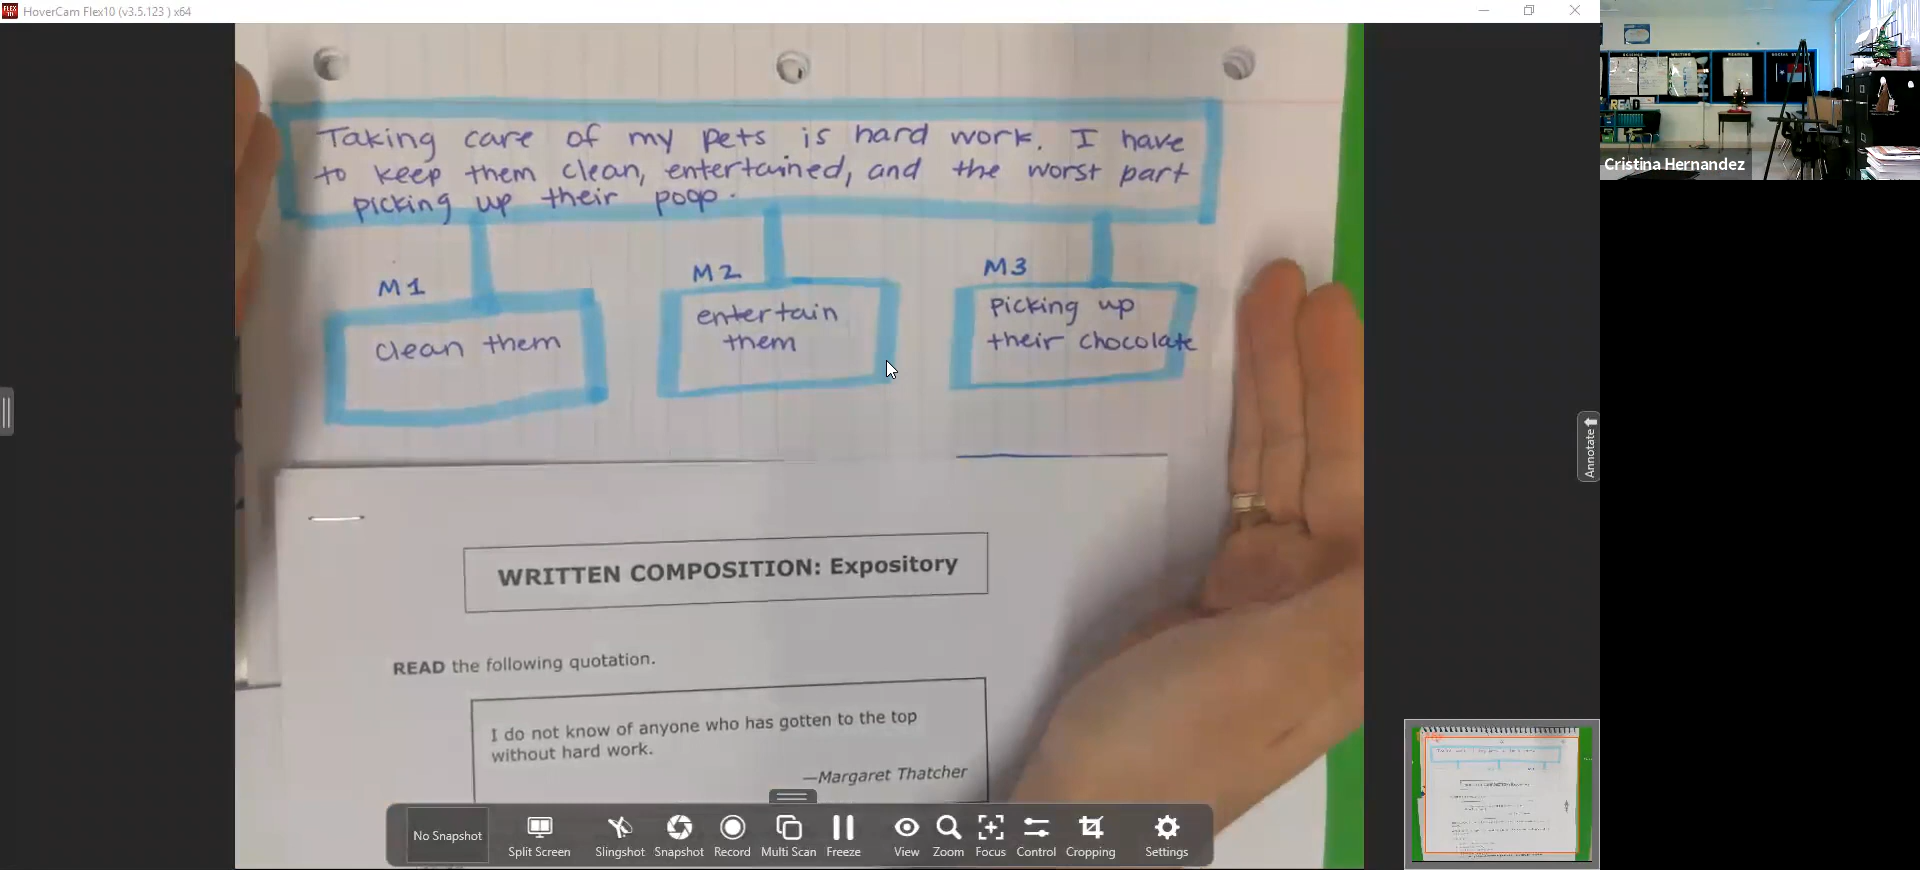 HoverCam Flex10 (v3.5.123 ) x64
Taking care of my pets is hard work. I have
to keep them clean, entertained, and the worst part
picking up their poop.
M1
clean them
M2
entertain
them
M3
Picking up
their chocolate
WRITTEN COMPOSITION: Expository
READ the following quotation.
I do not know of anyone who has gotten to the top
without hard work.
—Margaret Thatcher
No Snapshot
Split Screen
Slingshot
Snapshot
Record
Multi Scan
Freeze
View
Zoom
Focus
Control
Cropping
Settings
Annotate
READ
Cristina Hernandez